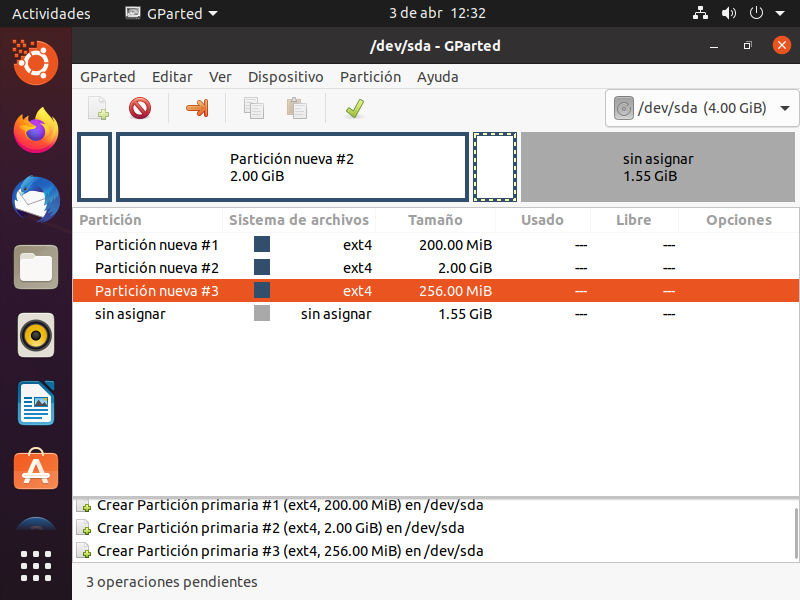 Actividades GParted 3 de abr 12:32
/dev/sda - GParted
GParted Editar Ver Dispositivo Partición Ayuda
/dev/sda (4.00 GiB)
Partición nueva #2
2.00 GiB
sin asignar
1.55 GiB
Partición Sistema de archivos Tamaño Usado Libre Opciones
Partición nueva #1 ext4 200.00 MiB --- ---
Partición nueva #2 ext4 2.00 GiB --- ---
Partición nueva #3 ext4 256.00 MiB --- ---
sin asignar sin asignar 1.55 GiB --- ---
Crear Partición primaria #1 (ext4, 200.00 MiB) en /dev/sda
Crear Partición primaria #2 (ext4, 2.00 GiB) en /dev/sda
Crear Partición primaria #3 (ext4, 256.00 MiB) en /dev/sda
3 operaciones pendientes